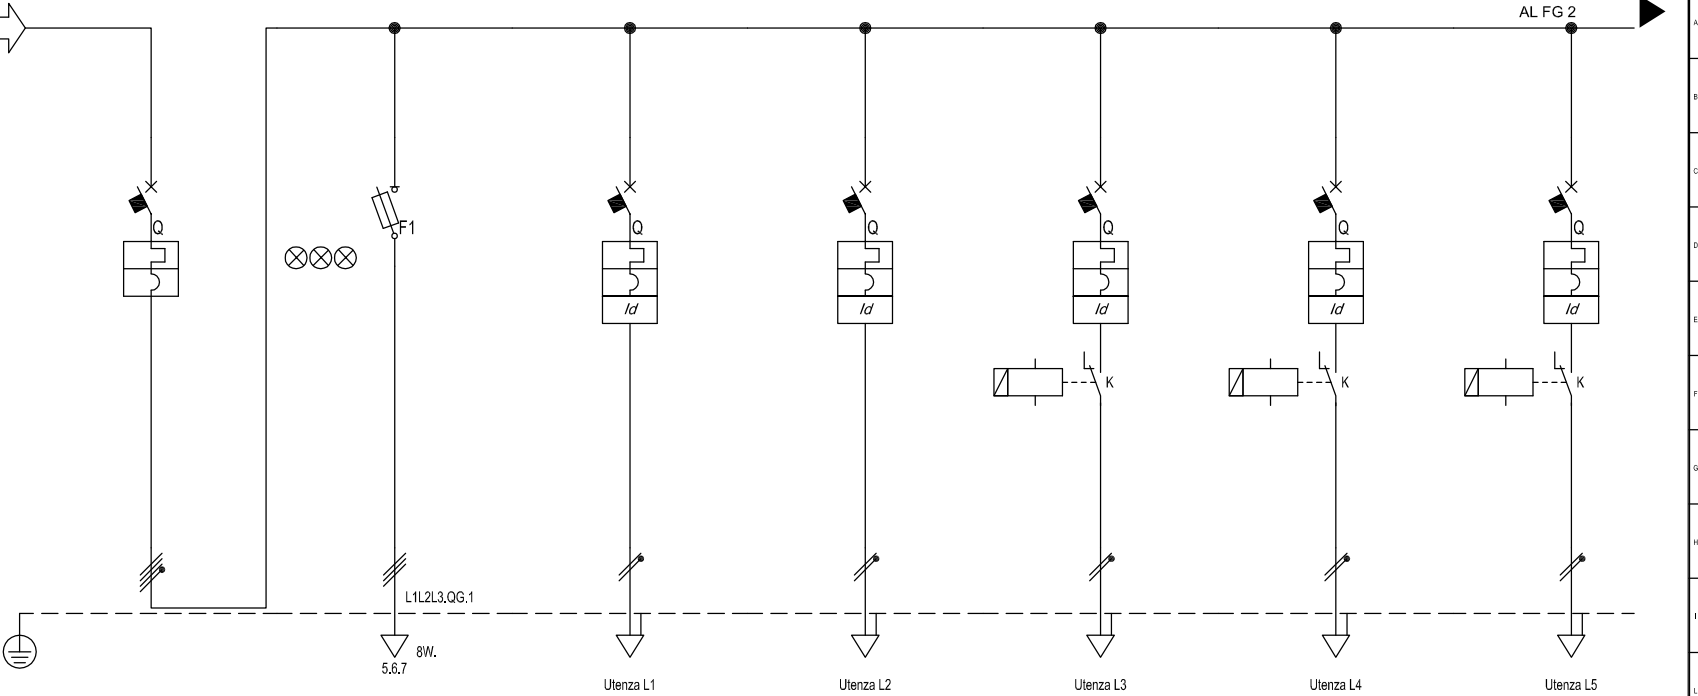 AL FG 2
A
B
C
Q F1 Q Q Q Q Q
D
Id Id Id Id Id
E
K K K
F
G
H
L1L2L3.QG.1
I
8W.
5.6.7
Utenza L1 Utenza L2 Utenza L3 Utenza L4 Utenza L5
L